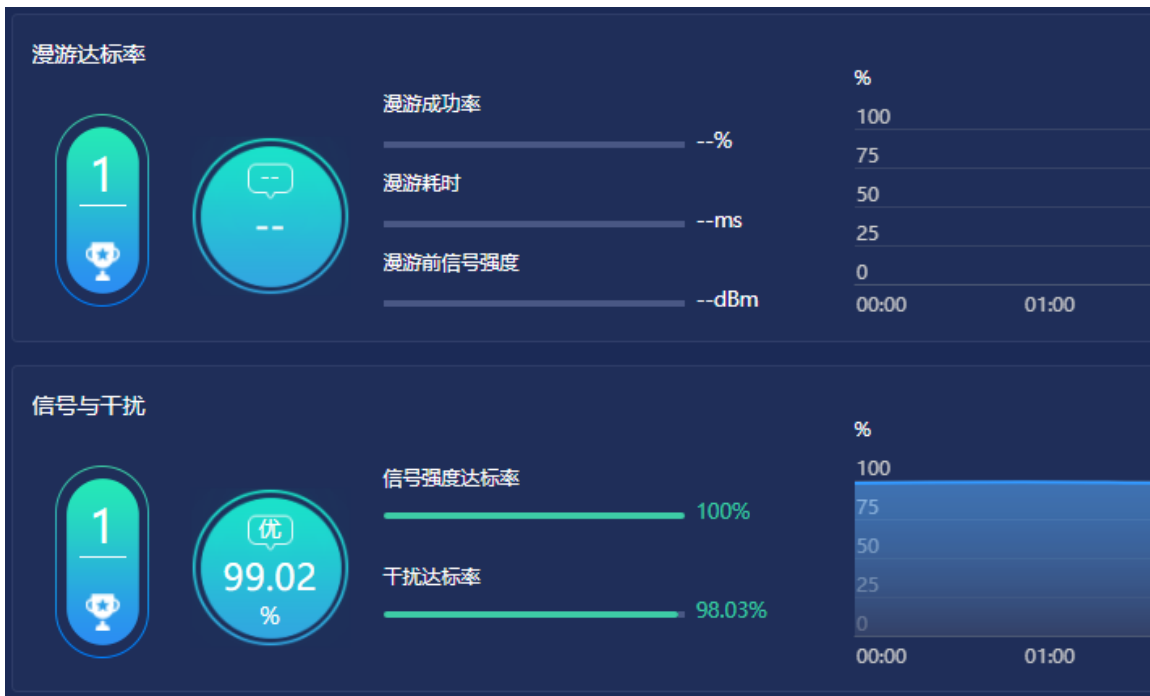 漫游达标率
1
--
--
漫游成功率
--%
漫游耗时
--ms
漫游前信号强度
--dBm
%
100
75
50
25
0
00:00 01:00
信号与干扰
1
优
99.02
%
信号强度达标率
100%
干扰达标率
98.03%
%
100
75
50
25
0
00:00 01:00